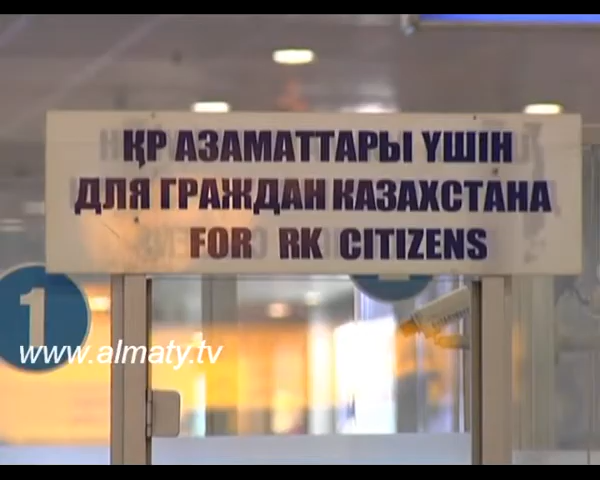 ҚР АЗАМАТТАРЫ ҮШІН
ДЛЯ ГРАЖДАН КАЗАХСТАНА
FOR RK CITIZENS
1
www.almaty.tv